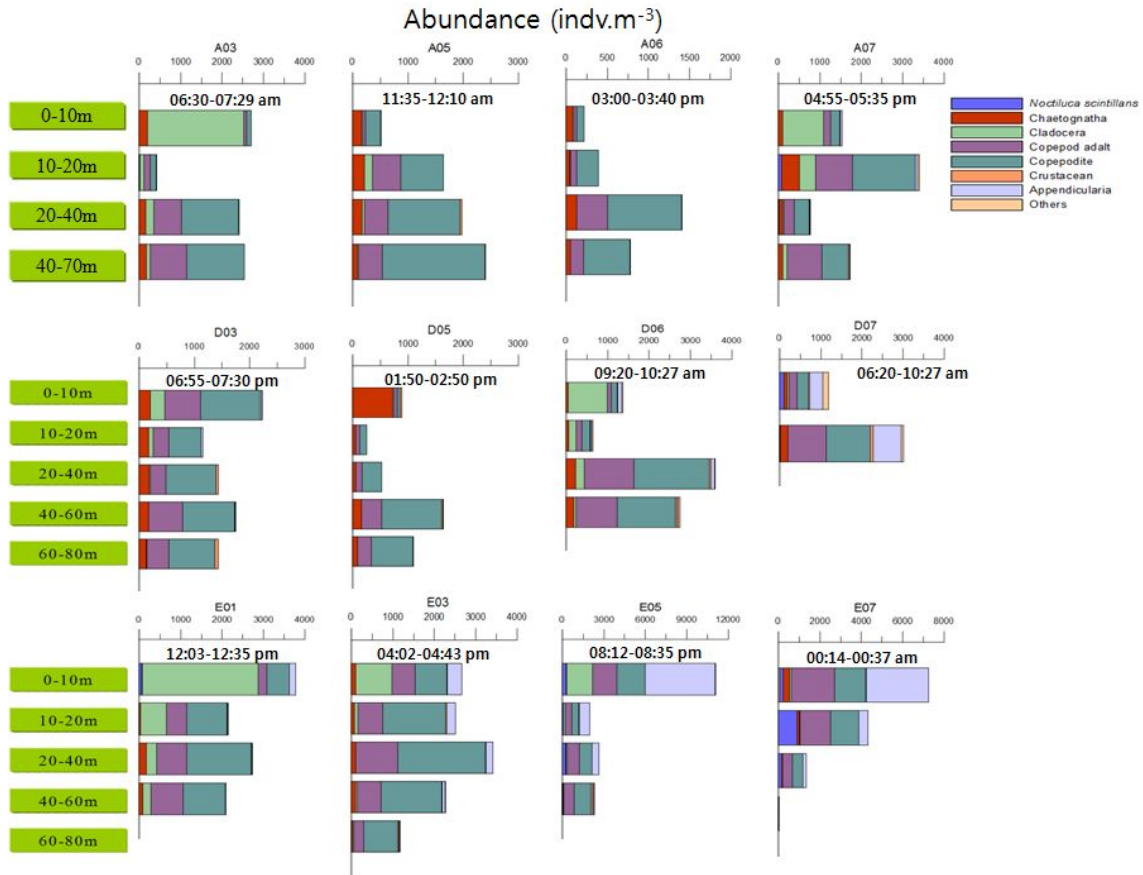 Abundance (indv.m-3)
A03 A05 A06 A07
0 1000 2000 3000 4000 0 1000 2000 3000 0 500 1000 1500 2000 0 1000 2000 3000 4000
06:30-07:29 am 11:35-12:10 am 03:00-03:40 pm 04:55-05:35 pm
0-10m
10-20m
20-40m
40-70m
Noctiluca scintillans
Chaetognatha
Cladocera
Copepod adalt
Copepodite
Crustacean
Appendicularia
Others
D03 D05 D06 D07
0 1000 2000 3000 4000 0 1000 2000 3000 0 1000 2000 3000 4000 0 1000 2000 3000 4000
06:55-07:30 pm 01:50-02:50 pm 09:20-10:27 am 06:20-10:27 am
0-10m
10-20m
20-40m
40-60m
60-80m
E01 E03 E05 E07
0 1000 2000 3000 4000 0 1000 2000 3000 4000 0 3000 6000 9000 12000 0 2000 4000 6000 8000
12:03-12:35 pm 04:02-04:43 pm 08:12-08:35 pm 00:14-00:37 am
0-10m
10-20m
20-40m
40-60m
60-80m